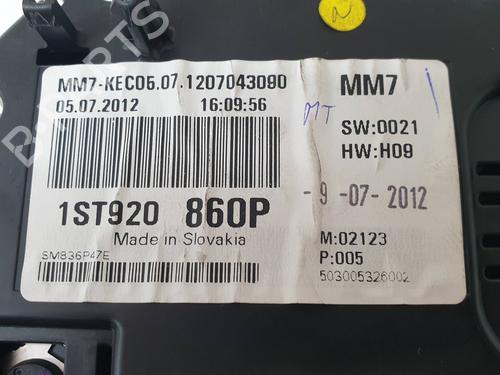 MM7-KEC06.07.1207043090
05.07.2012 16:09:56
1ST920 860P
Made in Slovakia
SM836P47E
MM7
MT
SW:0021
HW:H09
- 9 -07- 2012
M:02123
P:005
503005326002
B-PARTS